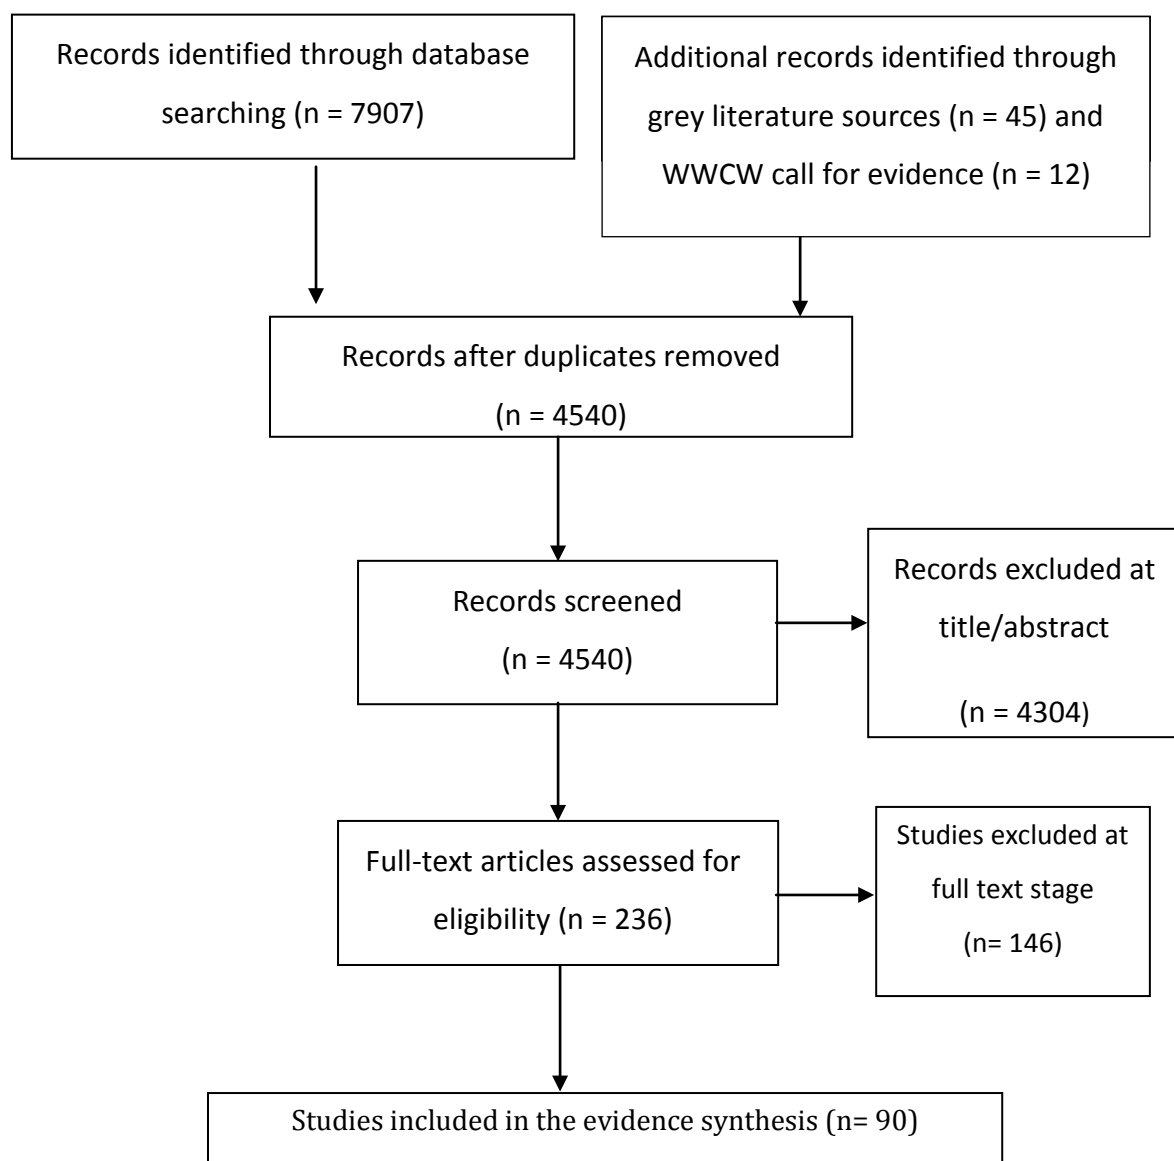 Records identified through database
searching (n = 7907)
Additional records identified through
grey literature sources (n = 45) and
WWCW call for evidence (n = 12)
Records after duplicates removed
(n = 4540)
Records screened
(n = 4540)
Records excluded at
title/abstract
(n = 4304)
Full-text articles assessed for
eligibility (n = 236)
Studies excluded at
full text stage
(n= 146)
Studies included in the evidence synthesis (n= 90)